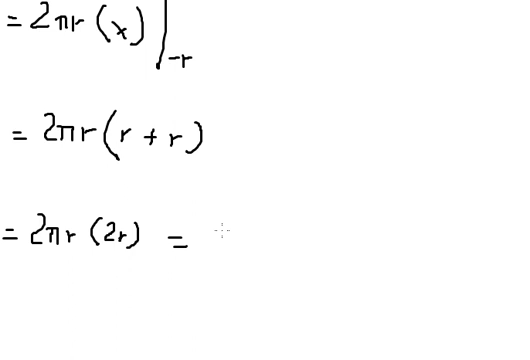 = 2πr (x) |₋r
= 2πr (r + r)
= 2πr (2r) =